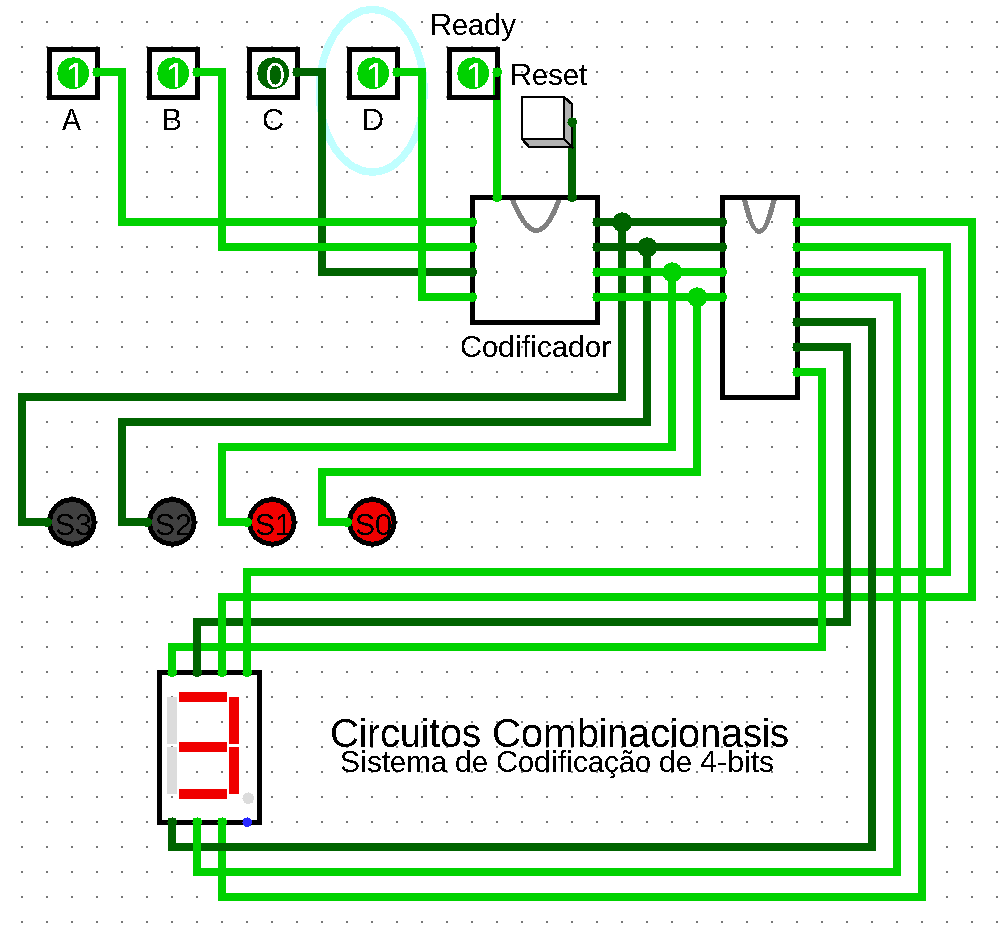 Ready
1 1 0 1 1
Reset
A B C D
Codificador
S3 S2 S1 S0
3
Circuitos Combinacionasis
Sistema de Codificação de 4-bits